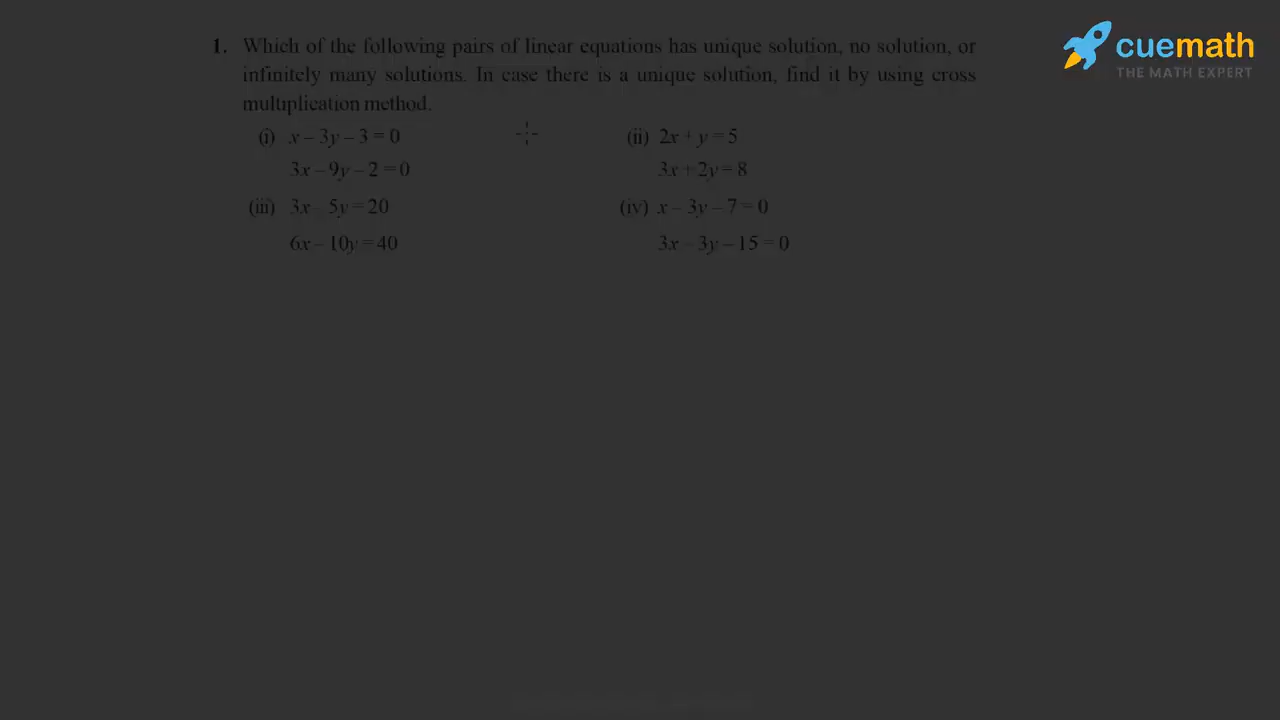 1. Which of the following pairs of linear equations has unique solution, no solution, or
infinitely many solutions. In case there is a unique solution, find it by using cross
multiplication method.
(i) x – 3y – 3 = 0 (ii) 2x + y = 5
3x – 9y – 2 = 0 3x + 2y = 8
(iii) 3x – 5y = 20 (iv) x – 3y – 7 = 0
6x – 10y = 40 3x – 3y – 15 = 0
cuemath
THE MATH EXPERT